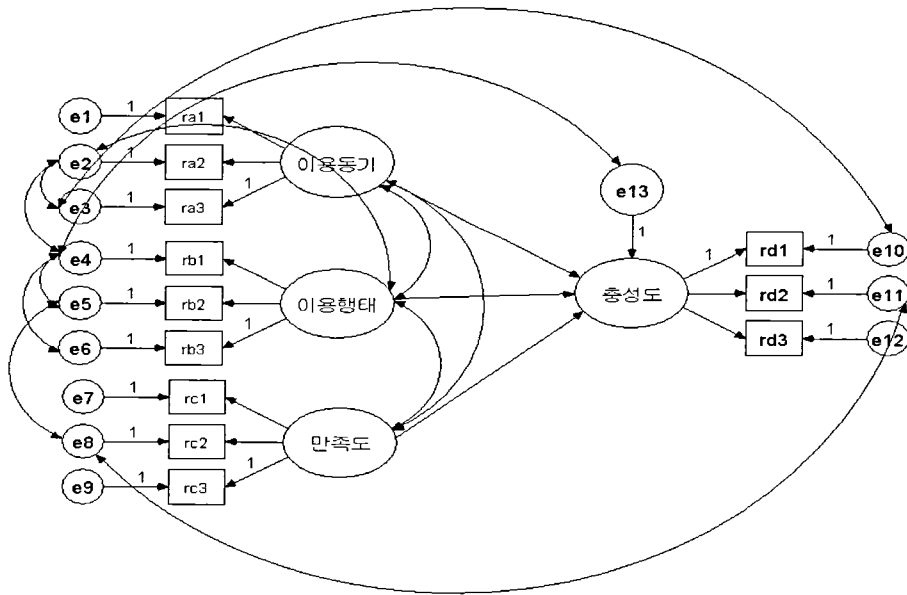 e1 1 ra1
e2 1 ra2
e3 1 ra3
이용동기
1
e4 1 rb1
e5 1 rb2
e6 1 rb3
이용행태
1
e7 1 rc1
e8 1 rc2
e9 1 rc3
만족도
1
e13
1
충성도
1 rd1 1 e10
rd2 1 e11
rd3 1 e12